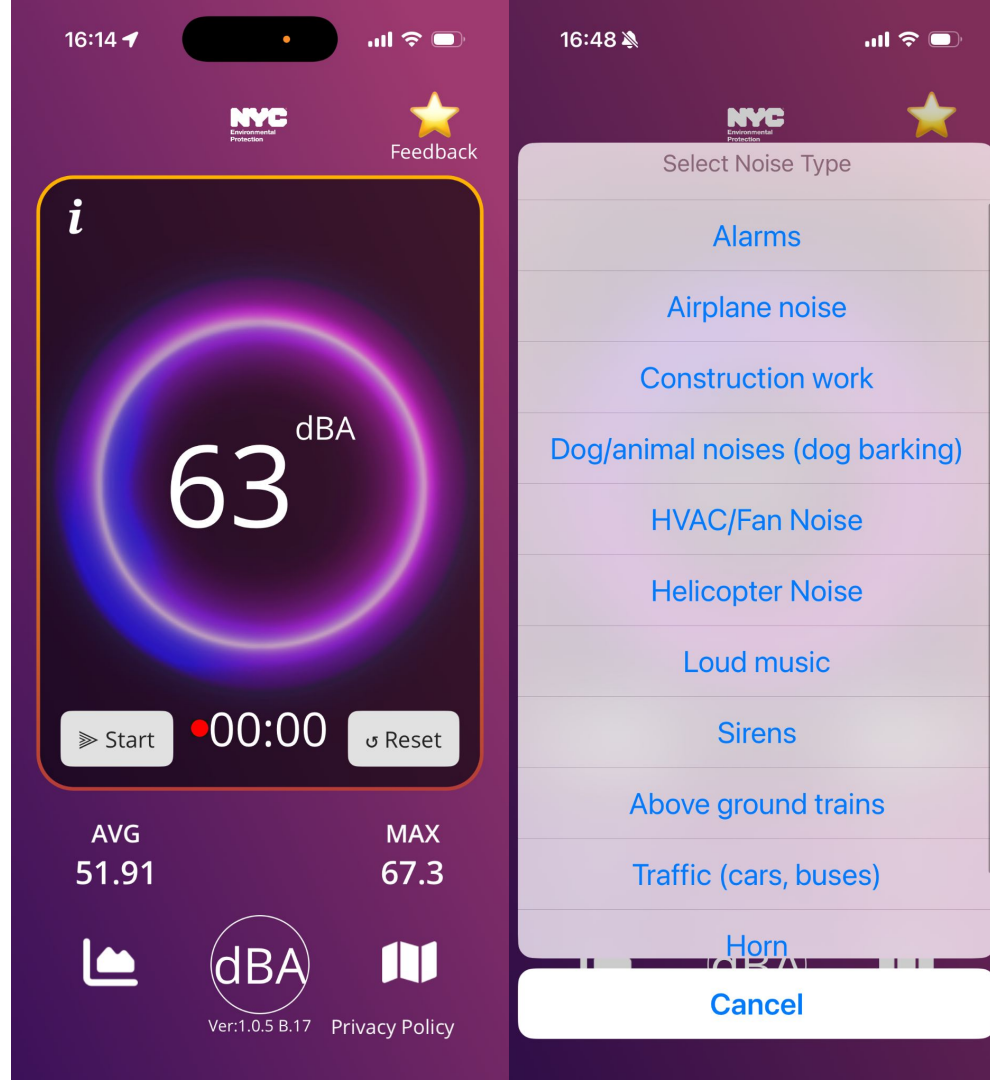 16:14
NYC
Environmental
Protection
Feedback
i
63 dBA
Start
00:00
Reset
AVG
51.91
MAX
67.3
dBA
Ver:1.0.5 B.17
Privacy Policy
16:48
NYC
Environmental
Protection
Select Noise Type
Alarms
Airplane noise
Construction work
Dog/animal noises (dog barking)
HVAC/Fan Noise
Helicopter Noise
Loud music
Sirens
Above ground trains
Traffic (cars, buses)
Horn
dBA
Cancel